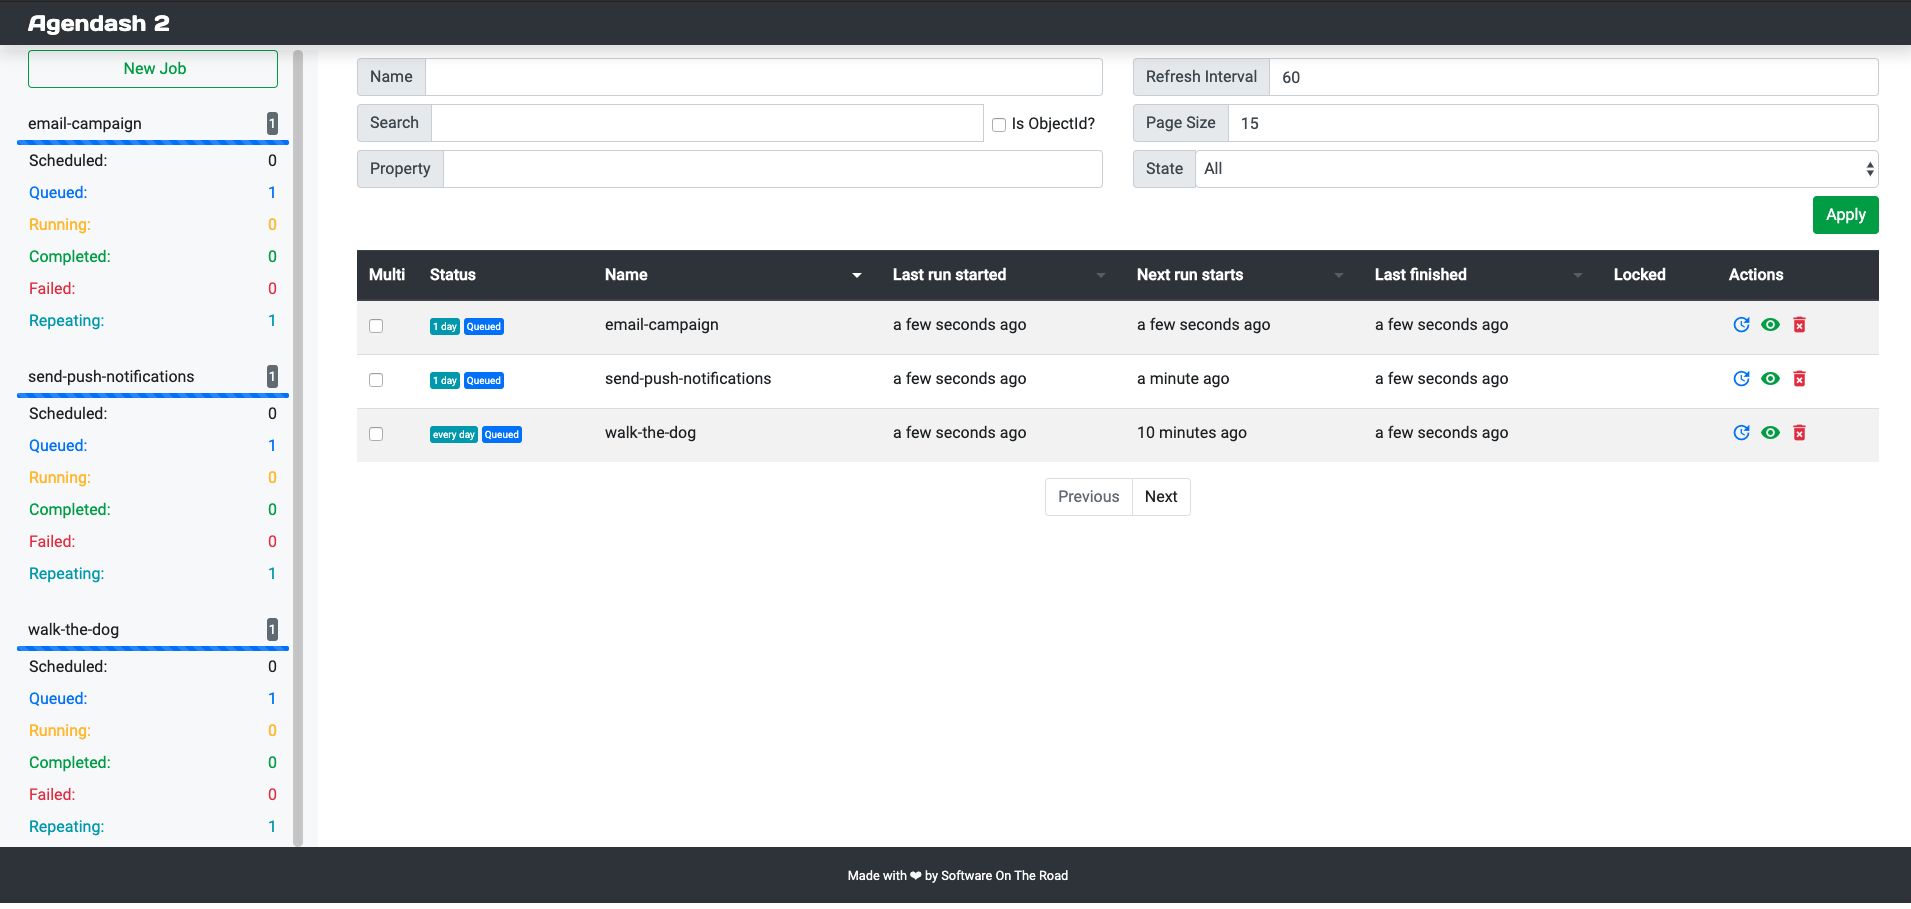 Agendash 2
New Job
email-campaign 1
Scheduled: 0
Queued: 1
Running: 0
Completed: 0
Failed: 0
Repeating: 1
send-push-notifications 1
Scheduled: 0
Queued: 1
Running: 0
Completed: 0
Failed: 0
Repeating: 1
walk-the-dog 1
Scheduled: 0
Queued: 1
Running: 0
Completed: 0
Failed: 0
Repeating: 1
Name
Refresh Interval 60
Search
Is ObjectId?
Page Size 15
Property
State All
Apply
Multi Status Name Last run started Next run starts Last finished Locked Actions
1 day Queued email-campaign a few seconds ago a few seconds ago a few seconds ago
1 day Queued send-push-notifications a few seconds ago a minute ago a few seconds ago
every day Queued walk-the-dog a few seconds ago 10 minutes ago a few seconds ago
Previous Next
Made with ❤ by Software On The Road